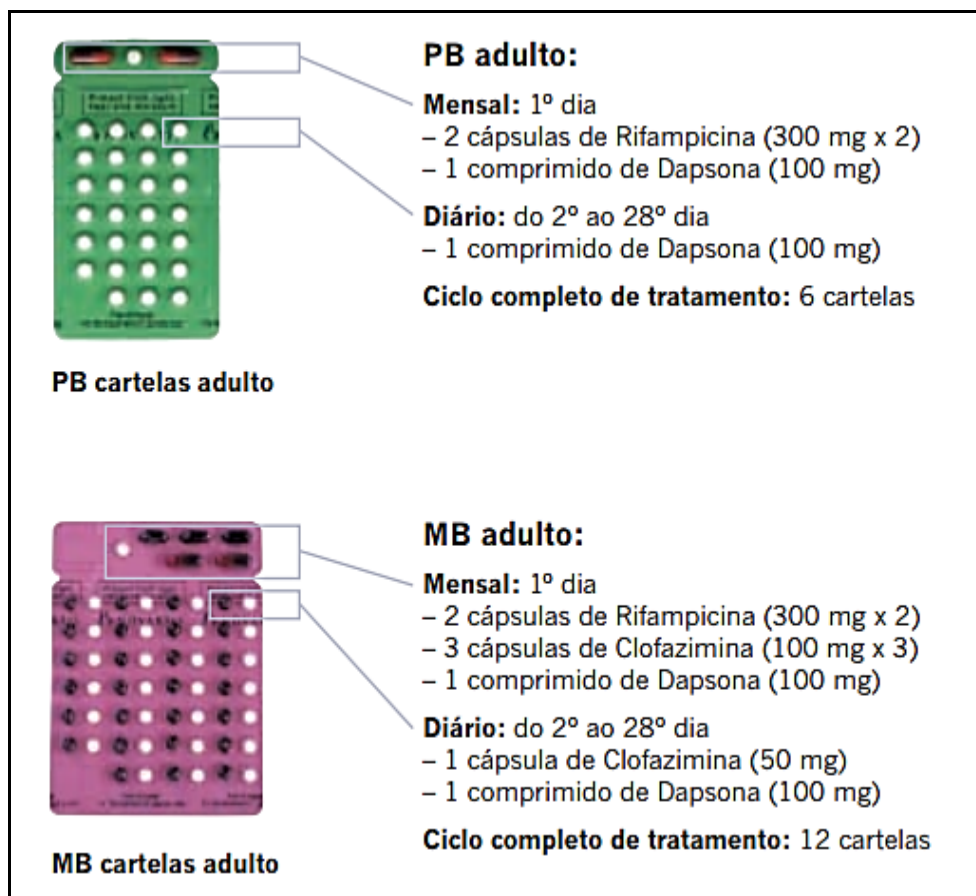 PB adulto:
Mensal: 1º dia
– 2 cápsulas de Rifampicina (300 mg x 2)
– 1 comprimido de Dapsona (100 mg)
Diário: do 2º ao 28º dia
– 1 comprimido de Dapsona (100 mg)
Ciclo completo de tratamento: 6 cartelas
PB cartelas adulto
MB adulto:
Mensal: 1º dia
– 2 cápsulas de Rifampicina (300 mg x 2)
– 3 cápsulas de Clofazimina (100 mg x 3)
– 1 comprimido de Dapsona (100 mg)
Diário: do 2º ao 28º dia
– 1 cápsula de Clofazimina (50 mg)
– 1 comprimido de Dapsona (100 mg)
Ciclo completo de tratamento: 12 cartelas
MB cartelas adulto